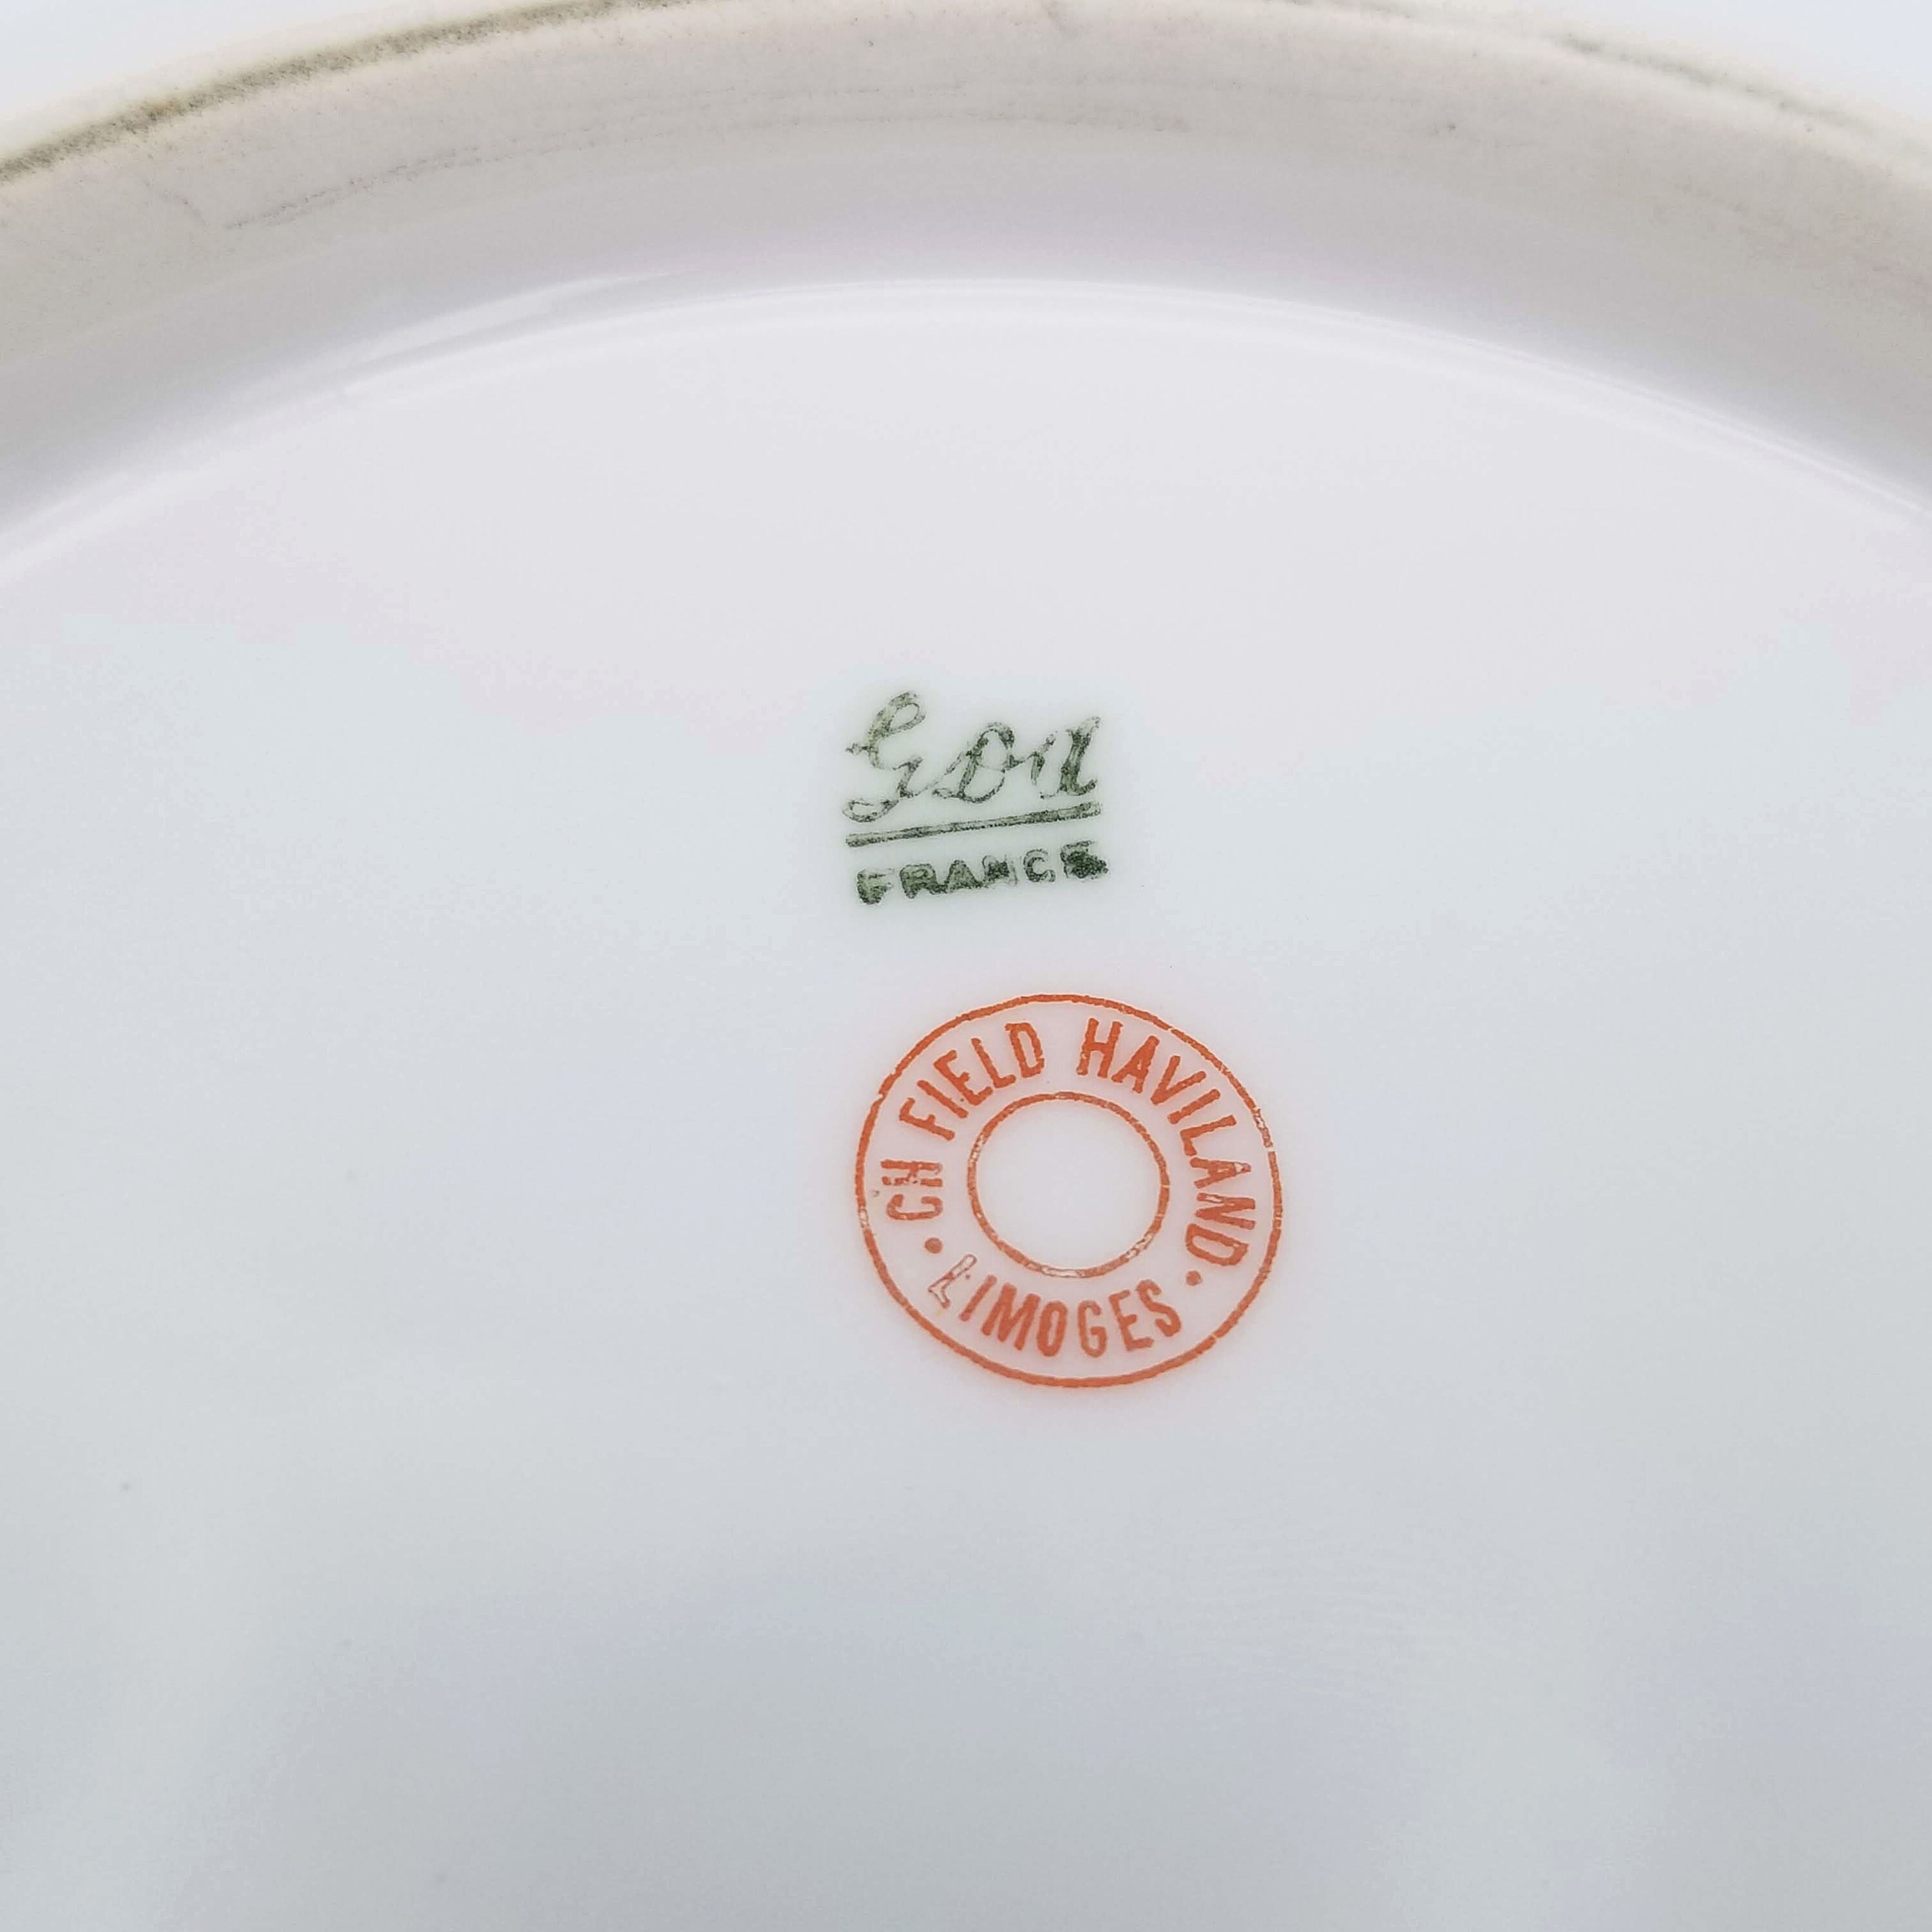 GDA
FRANCE
CH FIELD HAVILAND
· LIMOGES ·